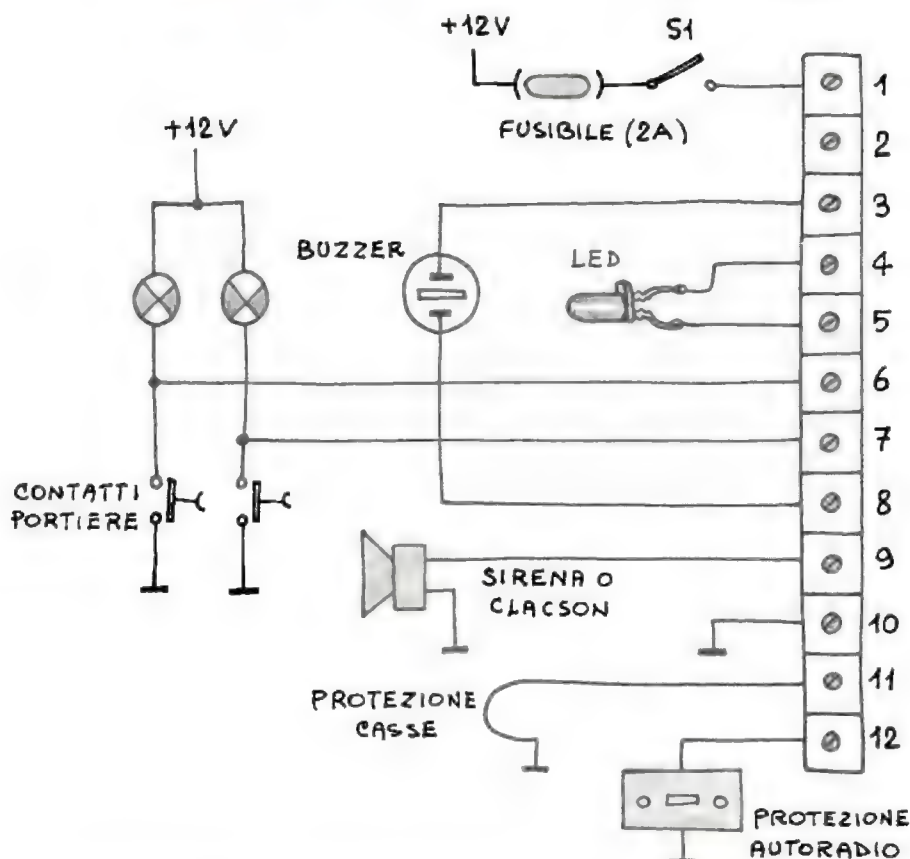 +12V
S1
FUSIBILE (2A)
+12V
BUZZER
LED
CONTATTI
PORTIERE
SIRENA O
CLACSON
PROTEZIONE
CASSE
PROTEZIONE
AUTORADIO
1
2
3
4
5
6
7
8
9
10
11
12